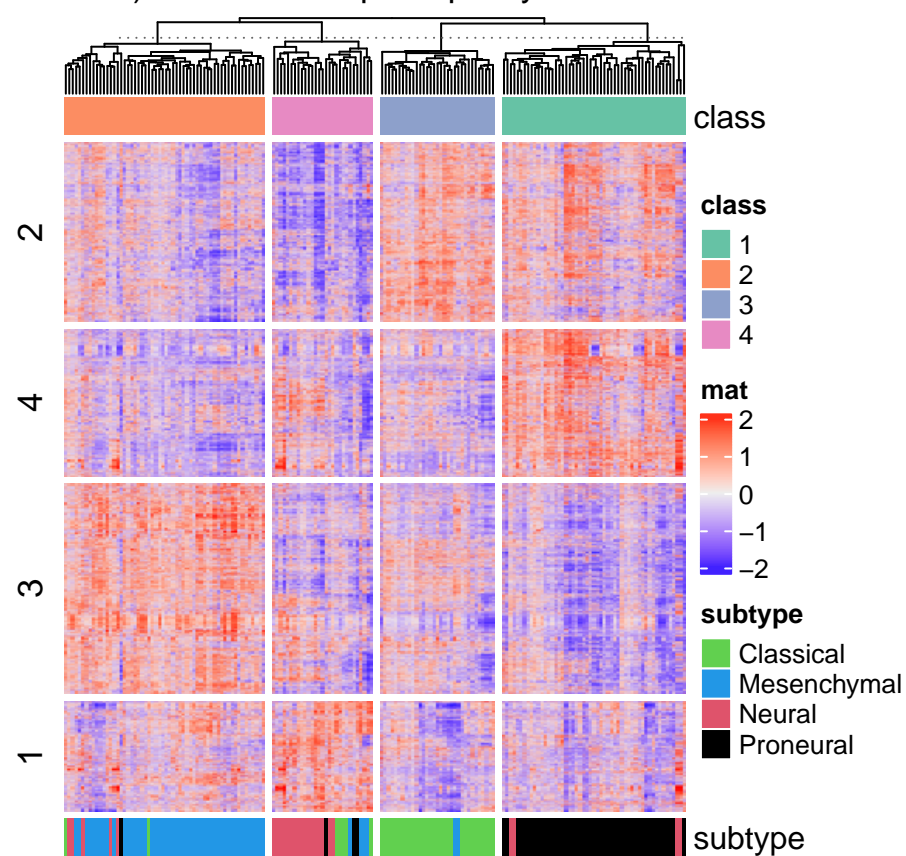 class
2
4
3
1
subtype
class
1
2
3
4
mat
2
1
0
−1
−2
subtype
Classical
Mesenchymal
Neural
Proneural